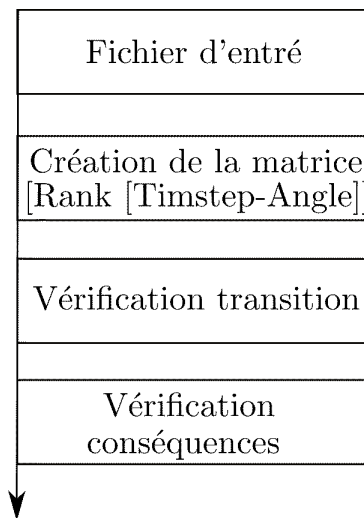 Fichier d'entré
Création de la matrice
[Rank [Timstep-Angle]]
Vérification transition
Vérification
conséquences